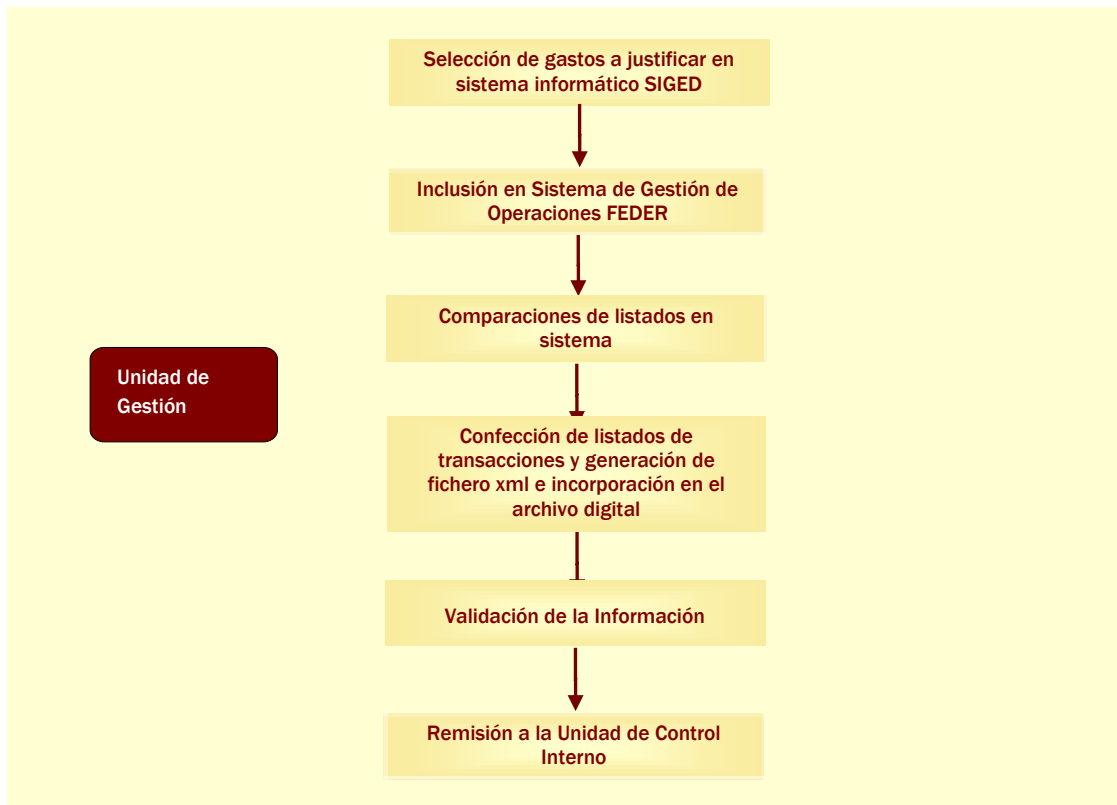 Selección de gastos a justificar en
sistema informático SIGED
Inclusión en Sistema de Gestión de
Operaciones FEDER
Comparaciones de listados en
sistema
Unidad de
Gestión
Confección de listados de
transacciones y generación de
fichero xml e incorporación en el
archivo digital
Validación de la Información
Remisión a la Unidad de Control
Interno